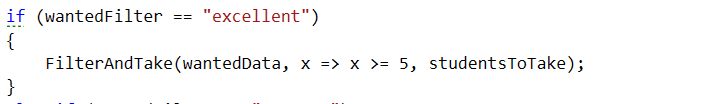 if (wantedFilter == "excellent")
{
    FilterAndTake(wantedData, x => x >= 5, studentsToTake);
}